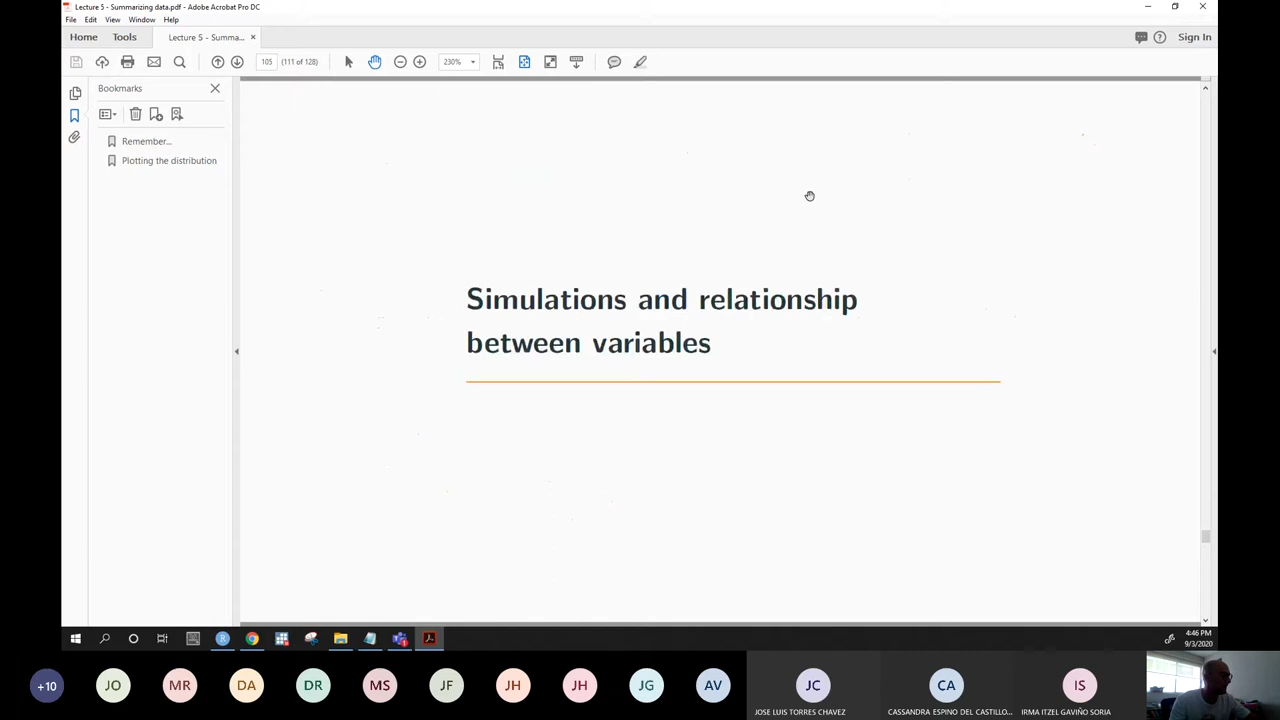 Lecture 5 - Summarizing data.pdf - Adobe Acrobat Pro DC
File Edit View Window Help
Home Tools Lecture 5 - Summa... ×
Sign In
105 (111 of 128) 230%
Bookmarks
Remember...
Plotting the distribution
Simulations and relationship
between variables
4:46 PM
9/3/2020
+10 JO MR DA DR MS JF JH JH JG AV JC CA IS
JOSE LUIS TORRES CHAVEZ CASSANDRA ESPINO DEL CASTILLO... IRMA ITZEL GAVIÑO SORIA